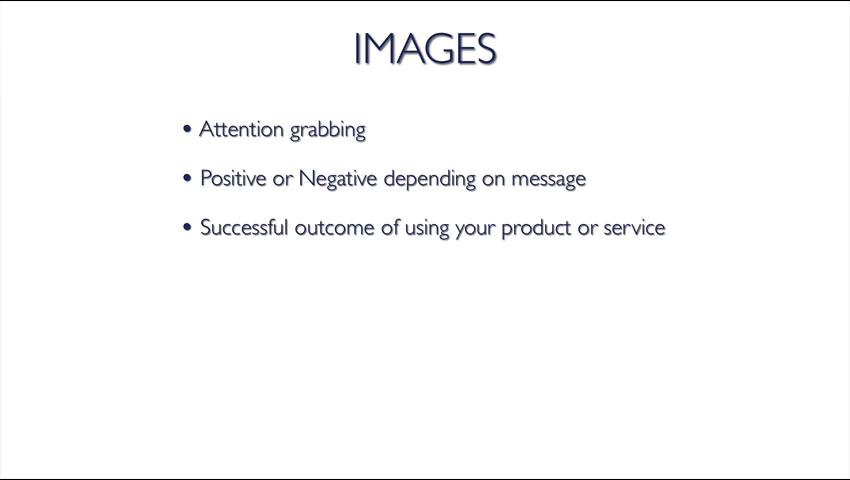 IMAGES
• Attention grabbing
• Positive or Negative depending on message
• Successful outcome of using your product or service